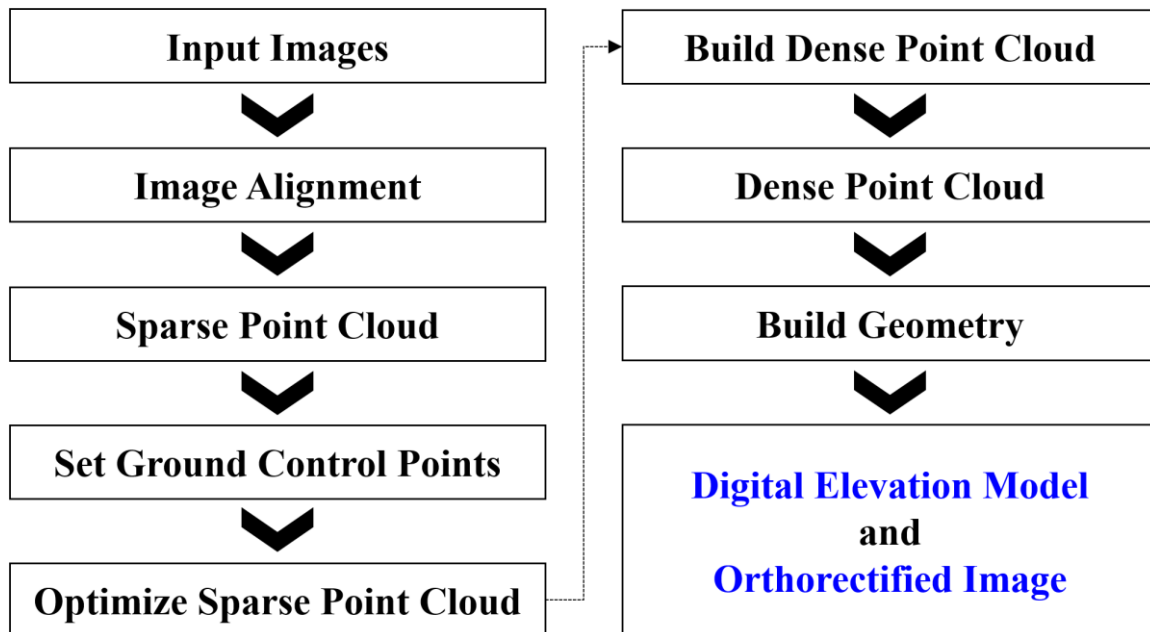 Input Images
Image Alignment
Sparse Point Cloud
Set Ground Control Points
Optimize Sparse Point Cloud
Build Dense Point Cloud
Dense Point Cloud
Build Geometry
Digital Elevation Model
and
Orthorectified Image